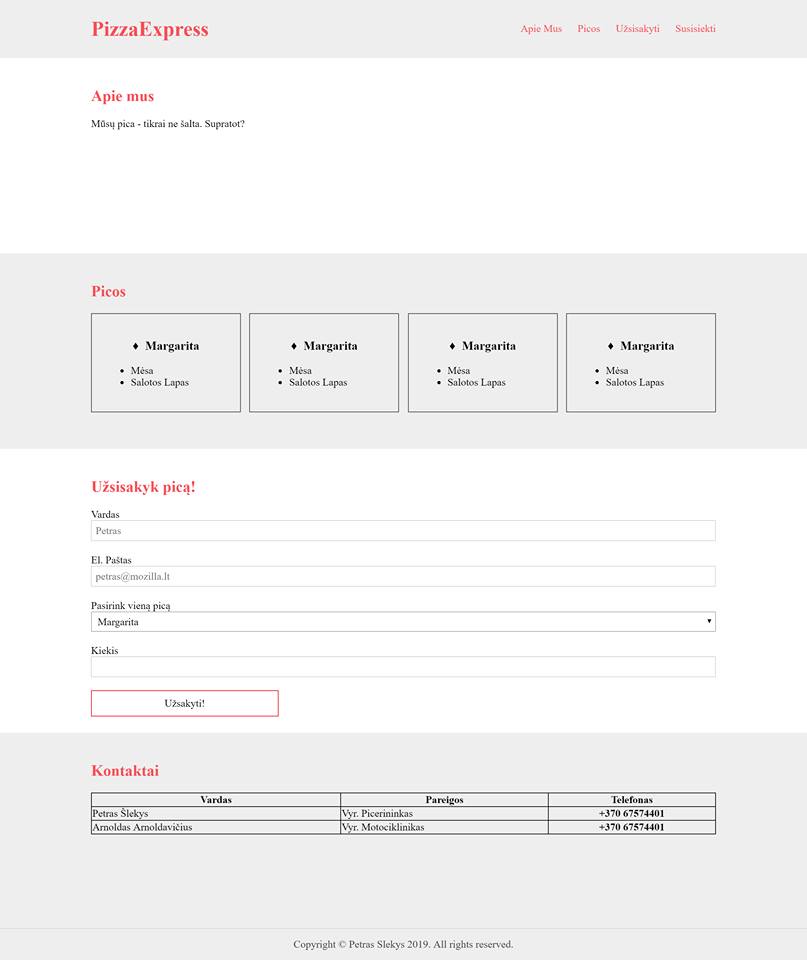 PizzaExpress
Apie Mus Picos Užsisakyti Susisiekti
Apie mus
Mūsų pica - tikrai ne šalta. Supratot?
Picos
♦ Margarita
• Mėsa
• Salotos Lapas
♦ Margarita
• Mėsa
• Salotos Lapas
♦ Margarita
• Mėsa
• Salotos Lapas
♦ Margarita
• Mėsa
• Salotos Lapas
Užsisakyk picą!
Vardas
Petras
El. Paštas
petras@mozilla.lt
Pasirink vieną picą
Margarita
Kiekis
Užsakyti!
Kontaktai
Vardas Pareigos Telefonas
Petras Šlekys Vyr. Picerininkas +370 67574401
Arnoldas Arnoldavičius Vyr. Motociklinikas +370 67574401
Copyright © Petras Slekys 2019. All rights reserved.